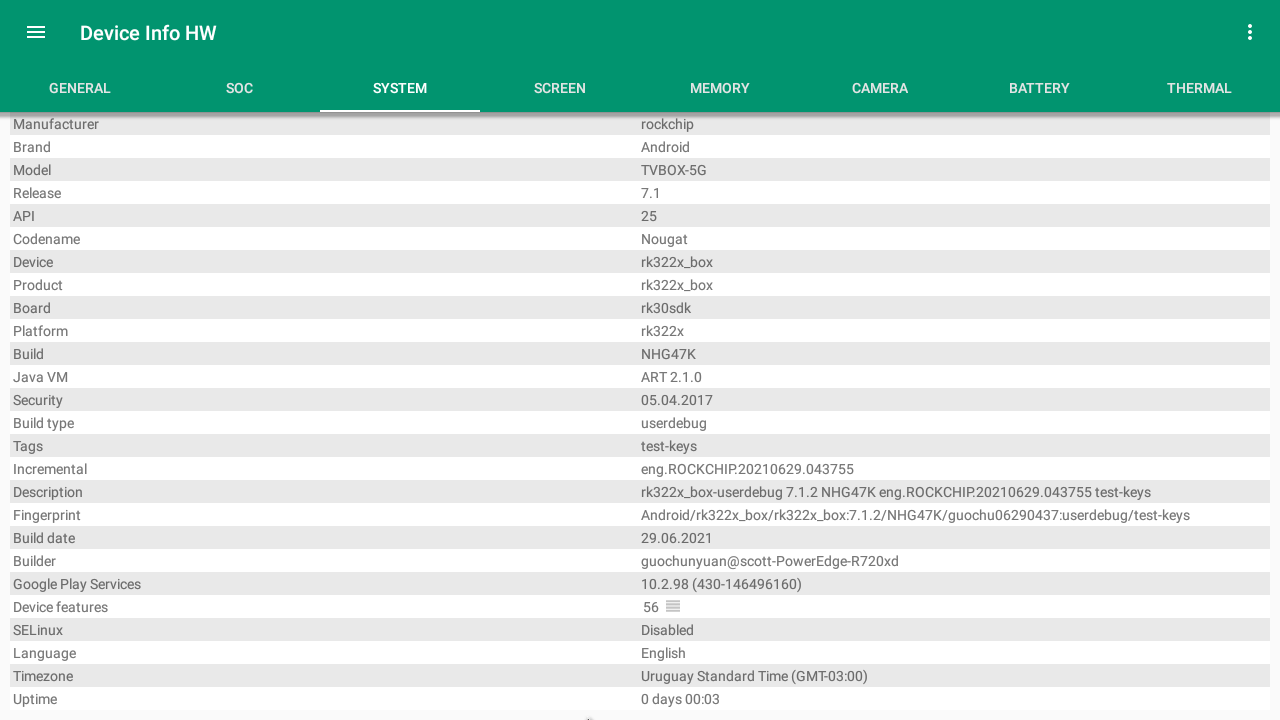 Device Info HW
GENERAL SOC SYSTEM SCREEN MEMORY CAMERA BATTERY THERMAL
Manufacturer rockchip
Brand Android
Model TVBOX-5G
Release 7.1
API 25
Codename Nougat
Device rk322x_box
Product rk322x_box
Board rk30sdk
Platform rk322x
Build NHG47K
Java VM ART 2.1.0
Security 05.04.2017
Build type userdebug
Tags test-keys
Incremental eng.ROCKCHIP.20210629.043755
Description rk322x_box-userdebug 7.1.2 NHG47K eng.ROCKCHIP.20210629.043755 test-keys
Fingerprint Android/rk322x_box/rk322x_box:7.1.2/NHG47K/guochu06290437:userdebug/test-keys
Build date 29.06.2021
Builder guochunyuan@scott-PowerEdge-R720xd
Google Play Services 10.2.98 (430-146496160)
Device features 56
SELinux Disabled
Language English
Timezone Uruguay Standard Time (GMT-03:00)
Uptime 0 days 00:03